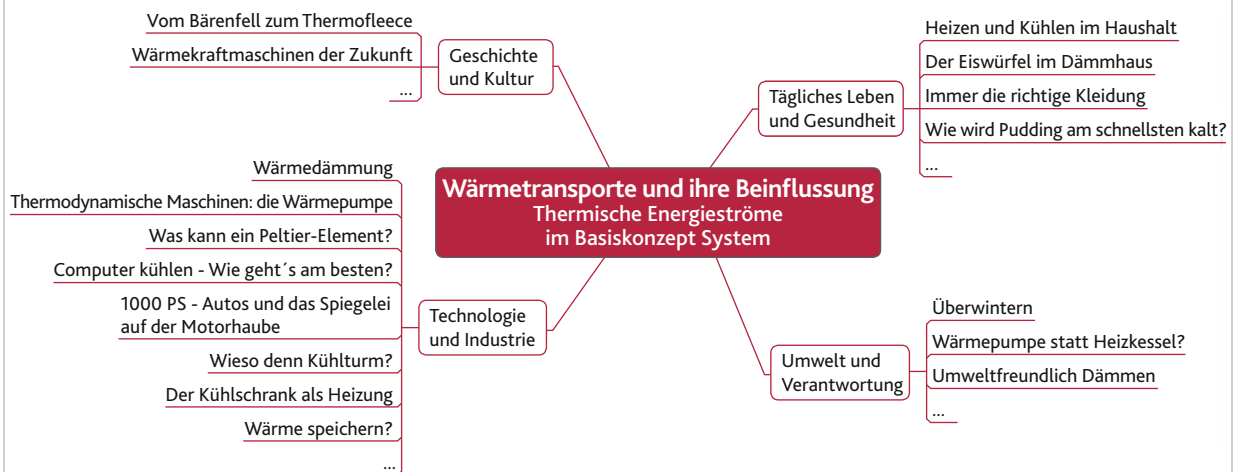 Vom Bärenfell zum Thermofleece
Wärmekraftmaschinen der Zukunft
...
Geschichte
und Kultur
Heizen und Kühlen im Haushalt
Der Eiswürfel im Dämmhaus
Immer die richtige Kleidung
Wie wird Pudding am schnellsten kalt?
...
Tägliches Leben
und Gesundheit
Wärmetransporte und ihre Beinflussung
Thermische Energieströme
im Basiskonzept System
Wärmedämmung
Thermodynamische Maschinen: die Wärmepumpe
Was kann ein Peltier-Element?
Computer kühlen - Wie geht´s am besten?
1000 PS - Autos und das Spiegelei
auf der Motorhaube
Wieso denn Kühlturm?
Der Kühlschrank als Heizung
Wärme speichern?
...
Technologie
und Industrie
Umwelt und
Verantwortung
Überwintern
Wärmepumpe statt Heizkessel?
Umweltfreundlich Dämmen
...